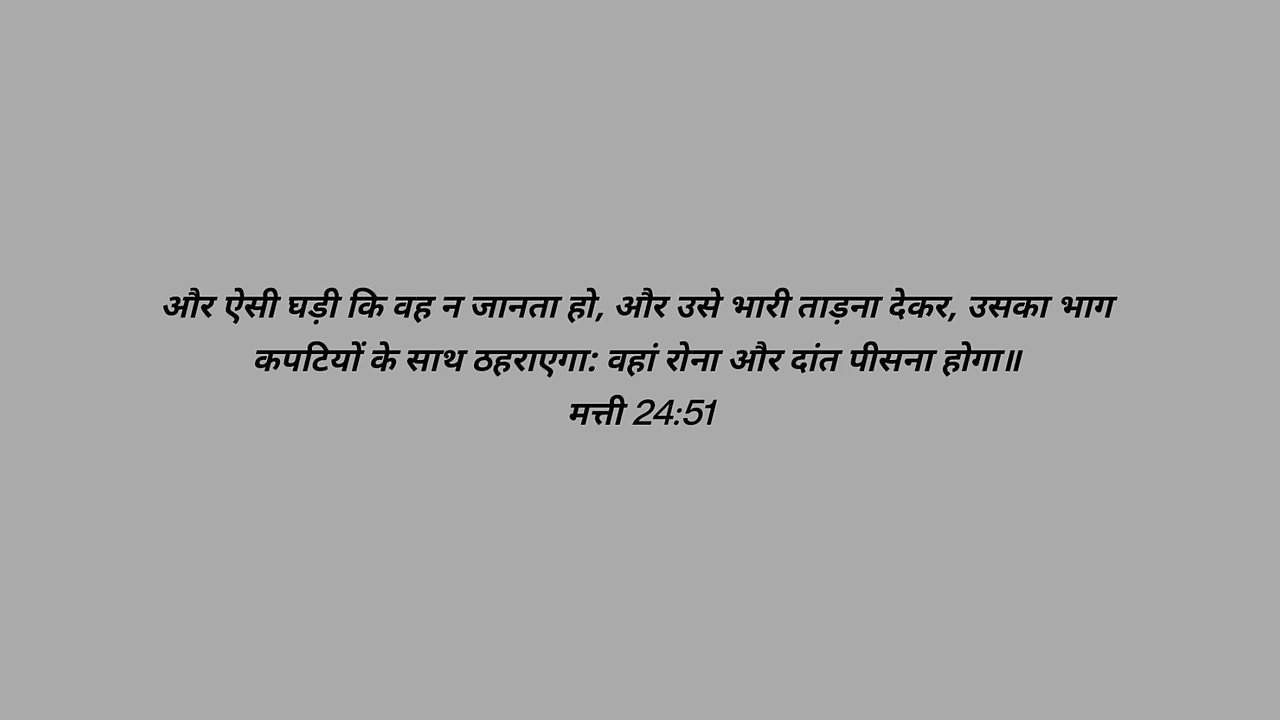 और ऐसी घड़ी कि वह न जानता हो, और उसे भारी ताड़ना देकर, उसका भाग
कपटियों के साथ ठहराएगा: वहां रोना और दांत पीसना होगा॥
मत्ती 24:51